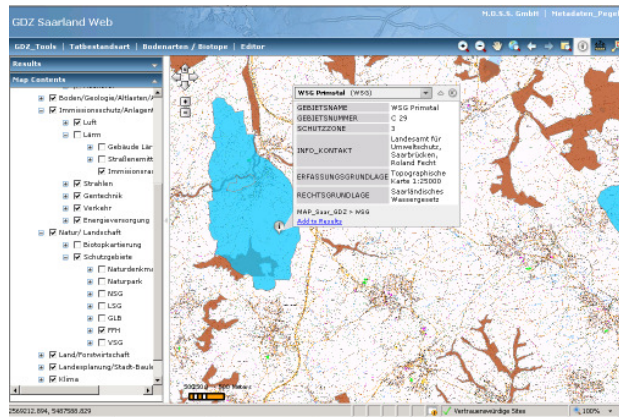 GDZ Saarland Web
N.O.S.S. GmbH | Metadaten_Pegel
GDZ_Tools | Tatbestandsart | Bodenarten / Biotope | Editor
Results
Map Contents
Boden/Geologie/Altlasten/A
Immissionsschutz/Anlagent
Luft
Lärm
Gebäude Lär
Straßenemitt
Immissionsra
Strahlen
Gentechnik
Verkehr
Energieversorgung
Natur/ Landschaft
Biotopkartierung
Schutzgebiete
Naturdenkma
Naturpark
NSG
LSG
GLB
FFH
VSG
Land/Forstwirtschaft
Landesplanung/Stadt-Baule
Klima
WSG Primstal (WSG)
GEBIETSNAME WSG Primstal
GEBIETSNUMMER C 29
SCHUTZZONE 3
INFO_KONTAKT Landesamt für Umweltschutz, Saarbrücken, Roland Fecht
ERFASSUNGSGRUNDLAGE Topographische Karte 1:25000
RECHTSGRUNDLAGE Saarländisches Wassergesetz
MAP_Saar_GDZ > WSG
Add to Results
Meters
2569212.894, 5487588.829
Vertrauenswürdige Sites
100%